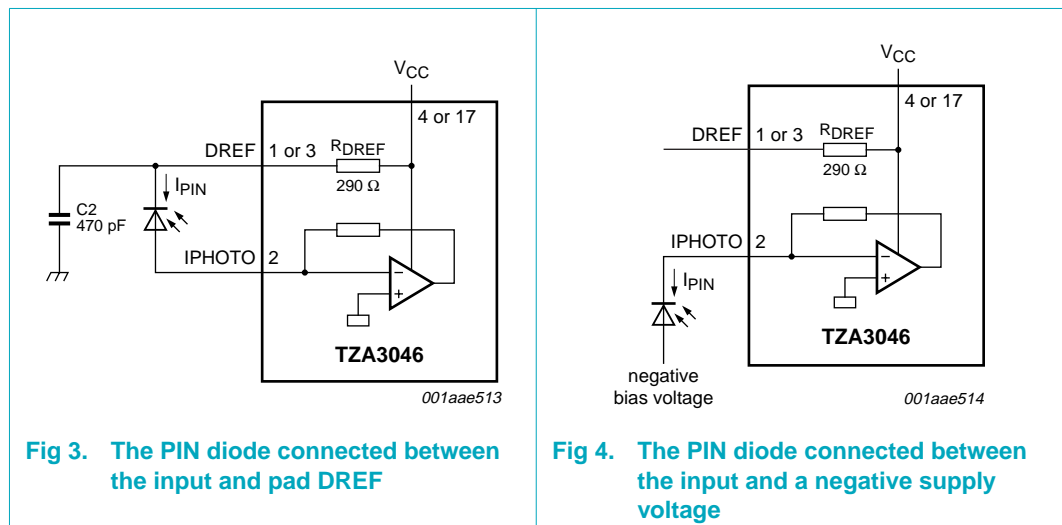 VCC
4 or 17
DREF
1 or 3
RDREF
290 Ω
IPIN
C2
470 pF
IPHOTO
2
−
+
TZA3046
001aae513
Fig 3. The PIN diode connected between
the input and pad DREF
VCC
4 or 17
DREF
1 or 3
RDREF
290 Ω
IPHOTO
2
−
+
IPIN
TZA3046
negative
bias voltage
001aae514
Fig 4. The PIN diode connected between
the input and a negative supply
voltage